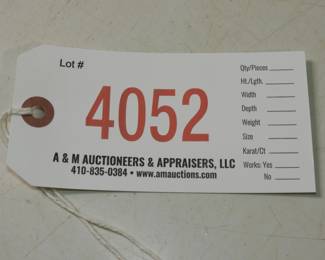 Lot #
4052
A & M AUCTIONEERS & APPRAISERS, LLC
410-835-0384 • www.amauctions.com
Qty/Pieces
Ht./Lgth.
Width
Depth
Weight
Size
Karat/Ct
Works: Yes
No